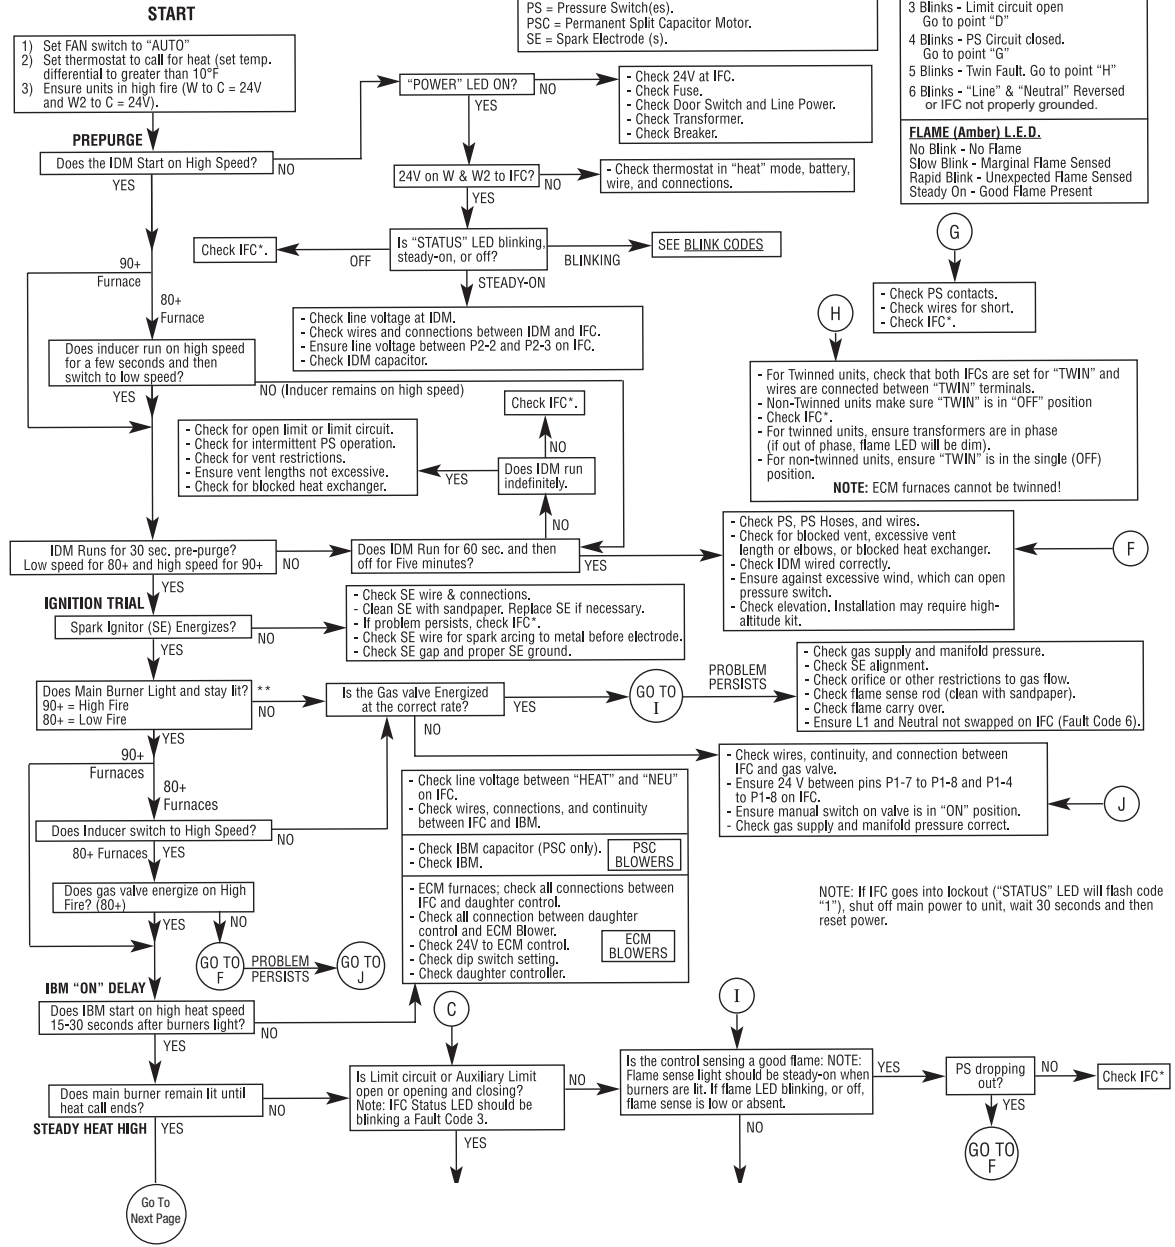 START
1) Set FAN switch to “AUTO”
2) Set thermostat to call for heat (set temp.
differential to greater than 10°F
3) Ensure units in high fire (W to C = 24V
and W2 to C = 24V).
PS = Pressure Switch(es).
PSC = Permanent Split Capacitor Motor.
SE = Spark Electrode (s).
3 Blinks - Limit circuit open
Go to point “D”
4 Blinks - PS Circuit closed.
Go to point “G”
5 Blinks - Twin Fault. Go to point “H”
6 Blinks - “Line” & “Neutral” Reversed
or IFC not properly grounded.
FLAME (Amber) L.E.D.
No Blink - No Flame
Slow Blink - Marginal Flame Sensed
Rapid Blink - Unexpected Flame Sensed
Steady On - Good Flame Present
PREPURGE
Does the IDM Start on High Speed?
NO
YES
“POWER” LED ON?
NO
YES
- Check 24V at IFC.
- Check Fuse.
- Check Door Switch and Line Power.
- Check Transformer.
- Check Breaker.
24V on W & W2 to IFC?
NO
YES
- Check thermostat in “heat” mode, battery,
wire, and connections.
Is “STATUS” LED blinking,
steady-on, or off?
OFF
BLINKING
STEADY-ON
Check IFC*.
SEE BLINK CODES
- Check line voltage at IDM.
- Check wires and connections between IDM and IFC.
- Ensure line voltage between P2-2 and P2-3 on IFC.
- Check IDM capacitor.
G
- Check PS contacts.
- Check wires for short.
- Check IFC*.
H
- For Twinned units, check that both IFCs are set for “TWIN” and
wires are connected between “TWIN” terminals.
- Non-Twinned units make sure “TWIN” is in “OFF” position
- Check IFC*.
- For twinned units, ensure transformers are in phase
(if out of phase, flame LED will be dim).
- For non-twinned units, ensure “TWIN” is in the single (OFF)
position.
NOTE: ECM furnaces cannot be twinned!
90+
Furnace
80+
Furnace
Does inducer run on high speed
for a few seconds and then
switch to low speed?
YES
NO (Inducer remains on high speed)
Check IFC*.
NO
- Check for open limit or limit circuit.
- Check for intermittent PS operation.
- Check for vent restrictions.
- Ensure vent lengths not excessive.
- Check for blocked heat exchanger.
YES
Does IDM run
indefinitely.
NO
IDM Runs for 30 sec. pre-purge?
Low speed for 80+ and high speed for 90+
NO
YES
Does IDM Run for 60 sec. and then
off for Five minutes?
YES
- Check PS, PS Hoses, and wires.
- Check for blocked vent, excessive vent
length or elbows, or blocked heat exchanger.
- Check IDM wired correctly.
- Ensure against excessive wind, which can open
pressure switch.
- Check elevation. Installation may require high-
altitude kit.
F
IGNITION TRIAL
Spark Ignitor (SE) Energizes?
NO
YES
- Check SE wire & connections.
- Clean SE with sandpaper. Replace SE if necessary.
- If problem persists, check IFC*.
- Check SE wire for spark arcing to metal before electrode.
- Check SE gap and proper SE ground.
Does Main Burner Light and stay lit?
90+ = High Fire
80+ = Low Fire
**
NO
YES
Is the Gas valve Energized
at the correct rate?
YES
NO
GO TO
I
PROBLEM
PERSISTS
- Check gas supply and manifold pressure.
- Check SE alignment.
- Check orifice or other restrictions to gas flow.
- Check flame sense rod (clean with sandpaper).
- Check flame carry over.
- Ensure L1 and Neutral not swapped on IFC (Fault Code 6).
- Check wires, continuity, and connection between
IFC and gas valve.
- Ensure 24 V between pins P1-7 to P1-8 and P1-4
to P1-8 on IFC.
- Ensure manual switch on valve is in “ON” position.
- Check gas supply and manifold pressure correct.
J
90+
Furnaces
80+
Furnaces
Does Inducer switch to High Speed?
NO
80+ Furnaces YES
Does gas valve energize on High
Fire? (80+)
YES
NO
GO TO
F
PROBLEM
PERSISTS
GO TO
J
- Check line voltage between “HEAT” and “NEU”
on IFC.
- Check wires, connections, and continuity
between IFC and IBM.
- Check IBM capacitor (PSC only).
- Check IBM.
PSC
BLOWERS
- ECM furnaces; check all connections between
IFC and daughter control.
- Check all connection between daughter
control and ECM Blower.
- Check 24V to ECM control.
- Check dip switch setting.
- Check daughter controller.
ECM
BLOWERS
NOTE: If IFC goes into lockout (“STATUS” LED will flash code
“1”), shut off main power to unit, wait 30 seconds and then
reset power.
IBM “ON” DELAY
Does IBM start on high heat speed
15-30 seconds after burners light?
NO
YES
C
I
Does main burner remain lit until
heat call ends?
NO
STEADY HEAT HIGH
YES
Is Limit circuit or Auxiliary Limit
open or opening and closing?
Note: IFC Status LED should be
blinking a Fault Code 3.
NO
YES
Is the control sensing a good flame: NOTE:
Flame sense light should be steady-on when
burners are lit. If flame LED blinking, or off,
flame sense is low or absent.
YES
NO
PS dropping
out?
NO
YES
Check IFC*
GO TO
F
Go To
Next Page